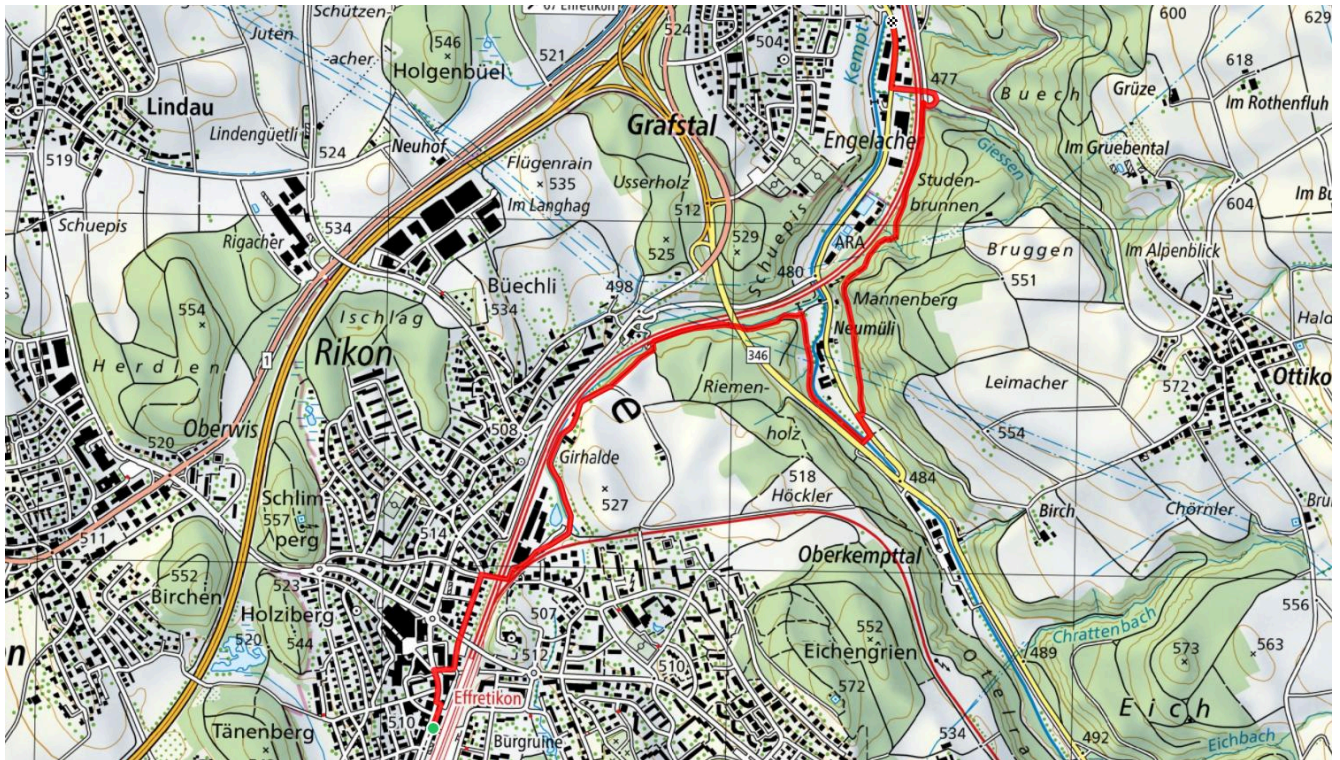 67 Effretikon
Schützen-
-acher
Juten
546
Holgenbüel
521
524
504
Kempt
477
600
629
618
Grüze
Im Rothenfluh
Buech
Lindau
Lindengüetli
524
Neuhof
Grafstal
Engelacher
Giessen
Im Gruebental
519
Flügenrain
535
Im Langhag
Usserholz
512
Studen-
brunnen
604
Schuepis
534
Rigacher
525
529
Schuepis
ARA
Bruggen
551
Im Alpenblick
480
498
Büechli
534
Mannenberg
554
Ischlag
Neumüli
Rikon
346
Herdlen
1
Riemen-
holz
Leimacher
572
Ottiko
Oberwis
520
508
Girhalde
554
518
Höckler
484
527
Schlim-
perg
557
511
514
Birch
Chörnler
Oberkempttal
552
Birchen
523
Holziberg
544
520
507
512
510
552
Eichengrien
572
Chrattenbach
556
489
573
563
Effretikon
510
Eich
Tänenberg
Burgruine
534
492
Eichbach